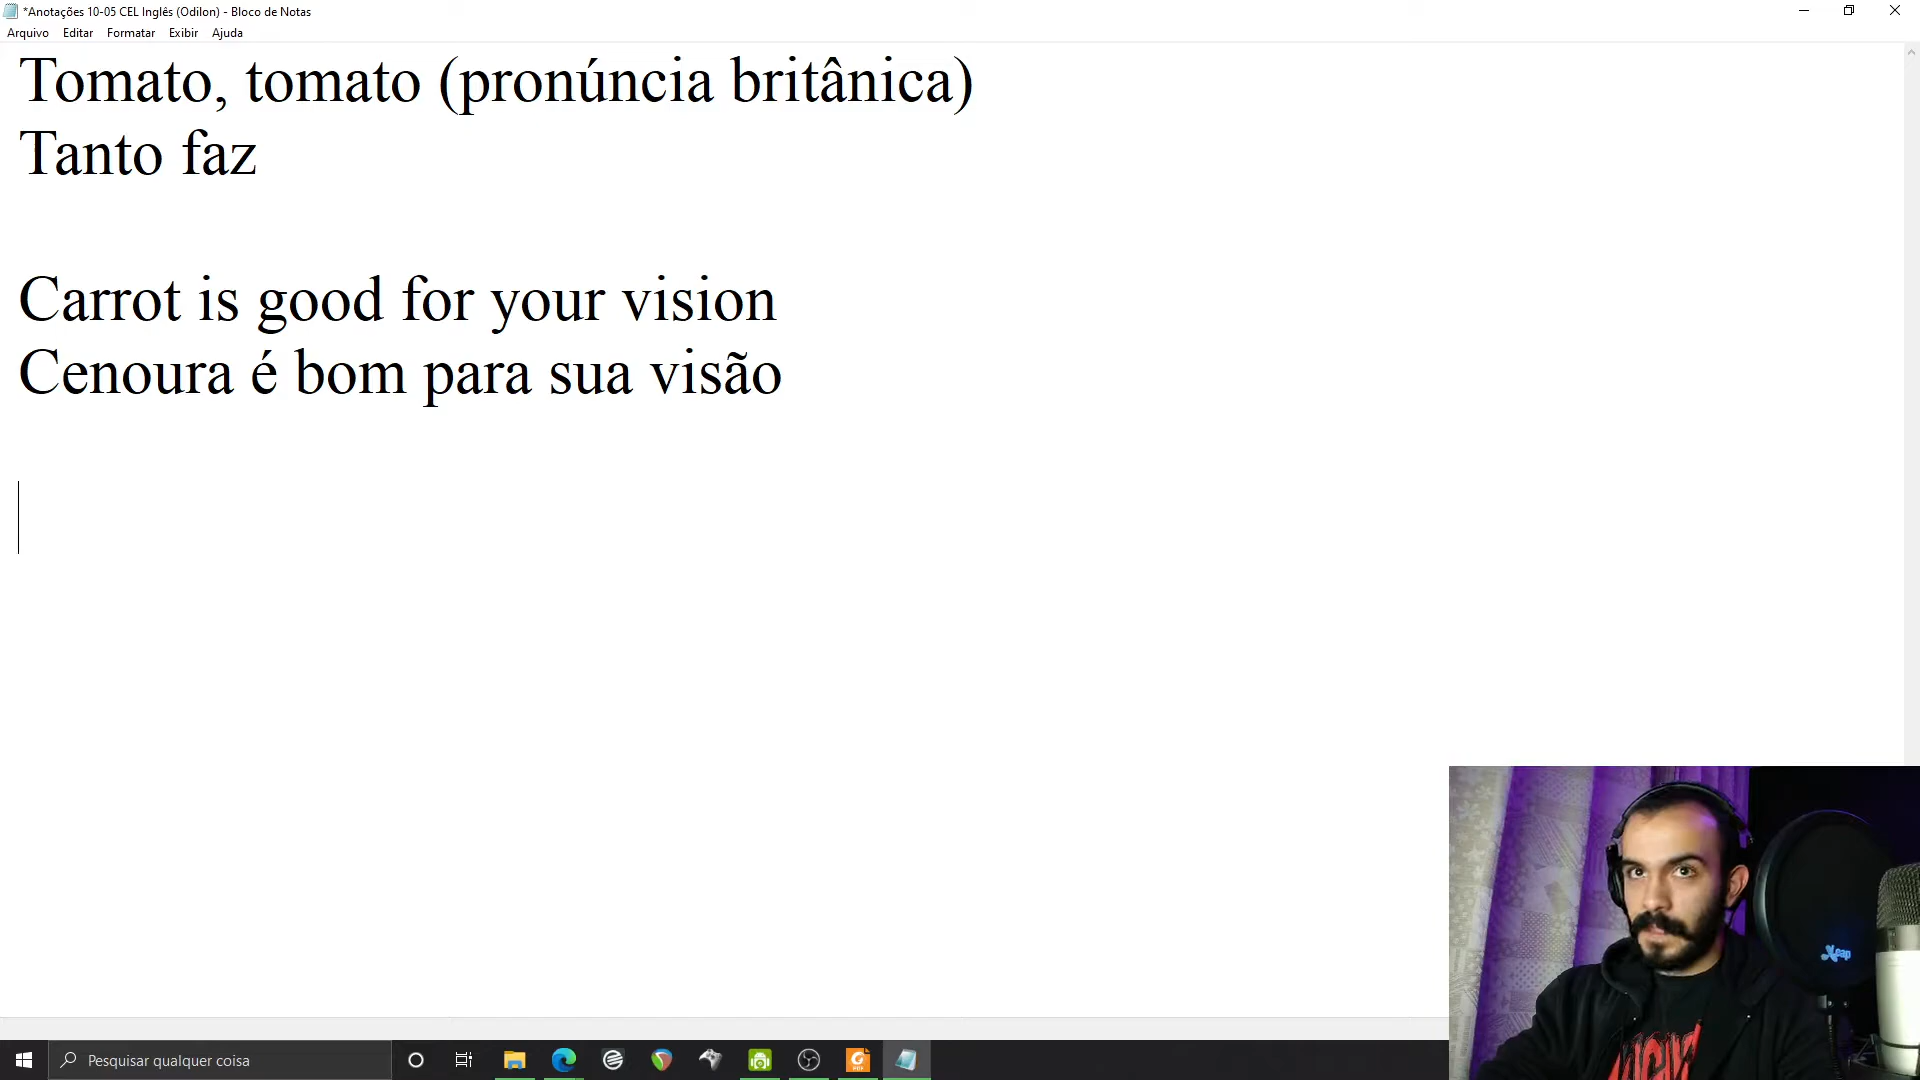 *Anotações 10-05 CEL Inglês (Odilon) - Bloco de Notas
Arquivo Editar Formatar Exibir Ajuda
Tomato, tomato (pronúncia britânica)
Tanto faz
Carrot is good for your vision
Cenoura é bom para sua visão
Pesquisar qualquer coisa